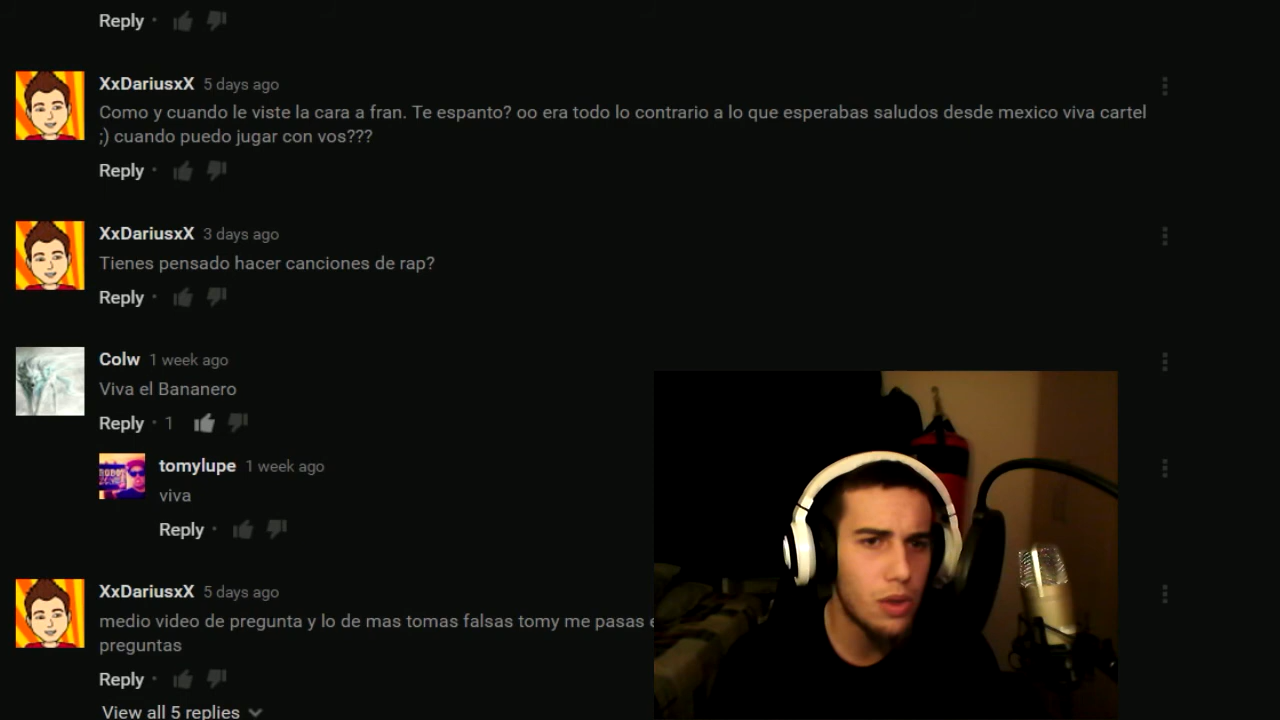 Reply
XxDariusxX 5 days ago
Como y cuando le viste la cara a fran. Te espanto? oo era todo lo contrario a lo que esperabas saludos desde mexico viva cartel
;) cuando puedo jugar con vos???
Reply
XxDariusxX 3 days ago
Tienes pensado hacer canciones de rap?
Reply
Colw 1 week ago
Viva el Bananero
Reply 1
tomylupe 1 week ago
viva
Reply
XxDariusxX 5 days ago
medio video de pregunta y lo de mas tomas falsas tomy me pasas
preguntas
Reply
View all 5 replies